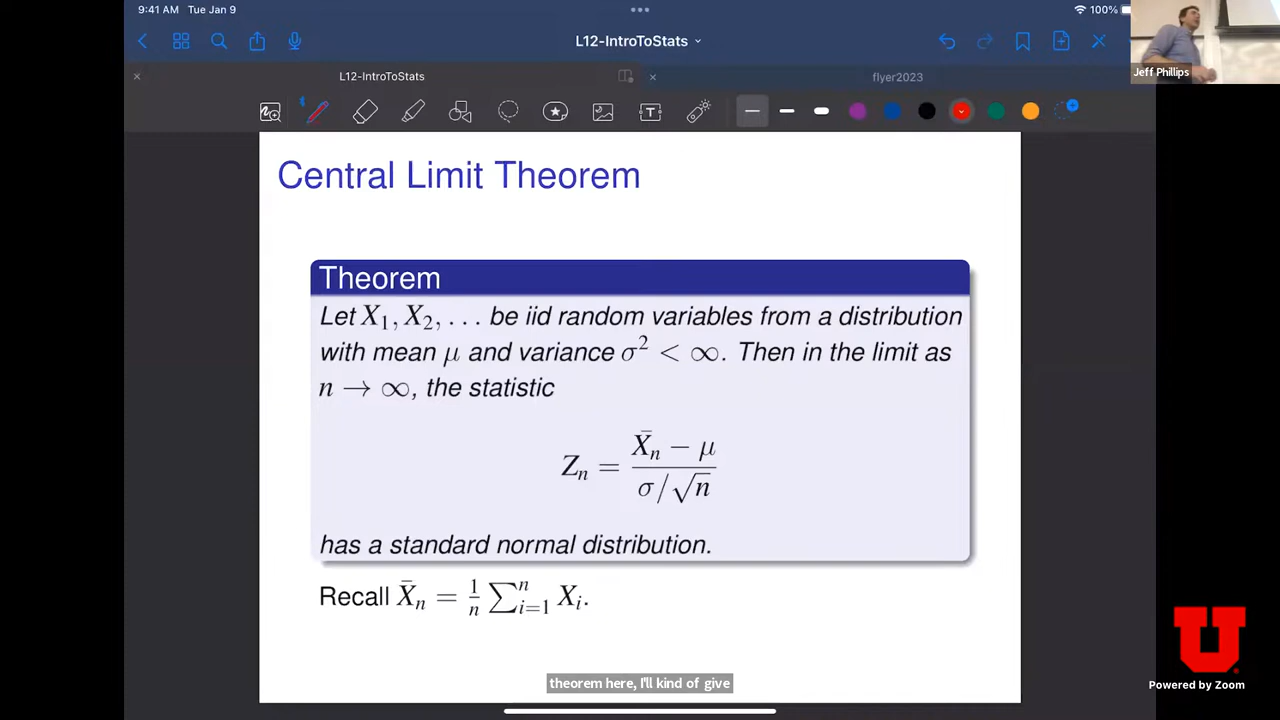 9:41 AM Tue Jan 9
100%
L12-IntroToStats
L12-IntroToStats
flyer2023
T
Jeff Phillips
Central Limit Theorem
Theorem
Let X₁, X₂, . . . be iid random variables from a distribution
with mean μ and variance σ² < ∞. Then in the limit as
n → ∞, the statistic
Zₙ = (X̄ₙ − μ) / (σ/√n)
has a standard normal distribution.
Recall X̄ₙ = 1/n ∑ⁿᵢ₌₁ Xᵢ.
theorem here, I'll kind of give
U
Powered by Zoom